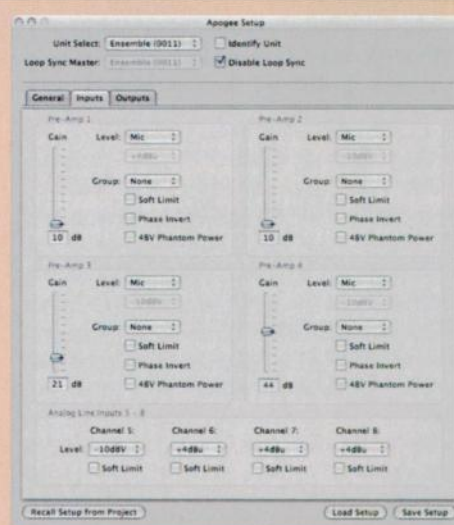 Apogee Setup
Unit Select: Ensemble (0011) Identify Unit
Loop Sync Master: Ensemble (0011) Disable Loop Sync
General Inputs Outputs
Pre-Amp 1 Pre-Amp 2
Gain Level: Mic Gain Level: Mic
+4dBu -10dBV
Group: None Group: None
Soft Limit Soft Limit
Phase Invert Phase Invert
10 dB 48V Phantom Power 10 dB 48V Phantom Power
Pre-Amp 3 Pre-Amp 4
Gain Level: Mic Gain Level: Mic
-10dBV -10dBV
Group: None Group: None
Soft Limit Soft Limit
Phase Invert Phase Invert
21 dB 48V Phantom Power 44 dB 48V Phantom Power
Analog Line Inputs 5 - 8
Channel 5: Channel 6: Channel 7: Channel 8:
Level: -10dBV +4dBu +4dBu +4dBu
Soft Limit Soft Limit Soft Limit Soft Limit
Recall Setup from Project Load Setup Save Setup